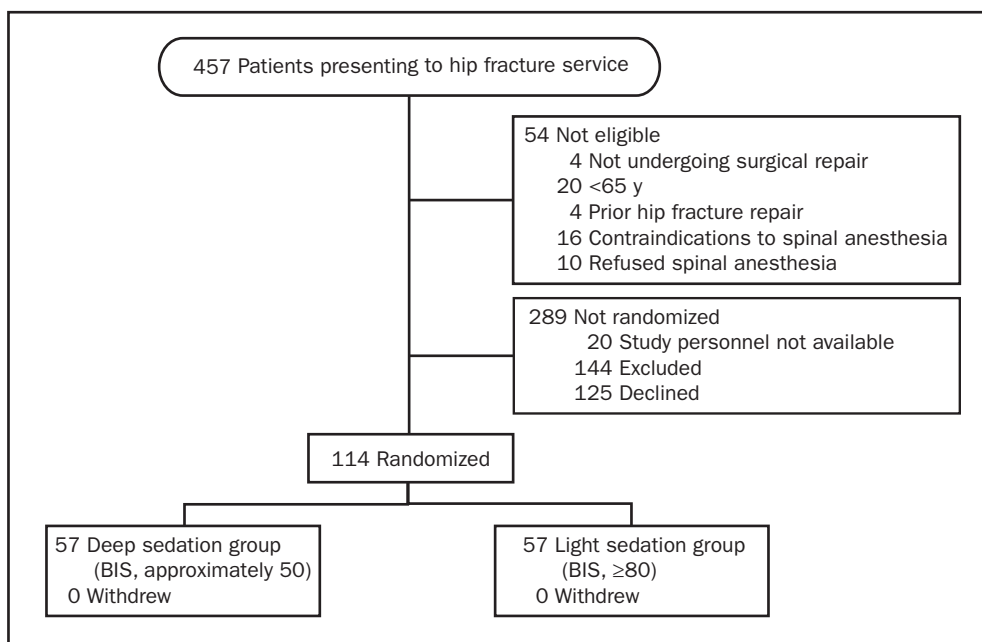 457 Patients presenting to hip fracture service
54 Not eligible
4 Not undergoing surgical repair
20 <65 y
4 Prior hip fracture repair
16 Contraindications to spinal anesthesia
10 Refused spinal anesthesia
289 Not randomized
20 Study personnel not available
144 Excluded
125 Declined
114 Randomized
57 Deep sedation group
(BIS, approximately 50)
0 Withdrew
57 Light sedation group
(BIS, ≥80)
0 Withdrew